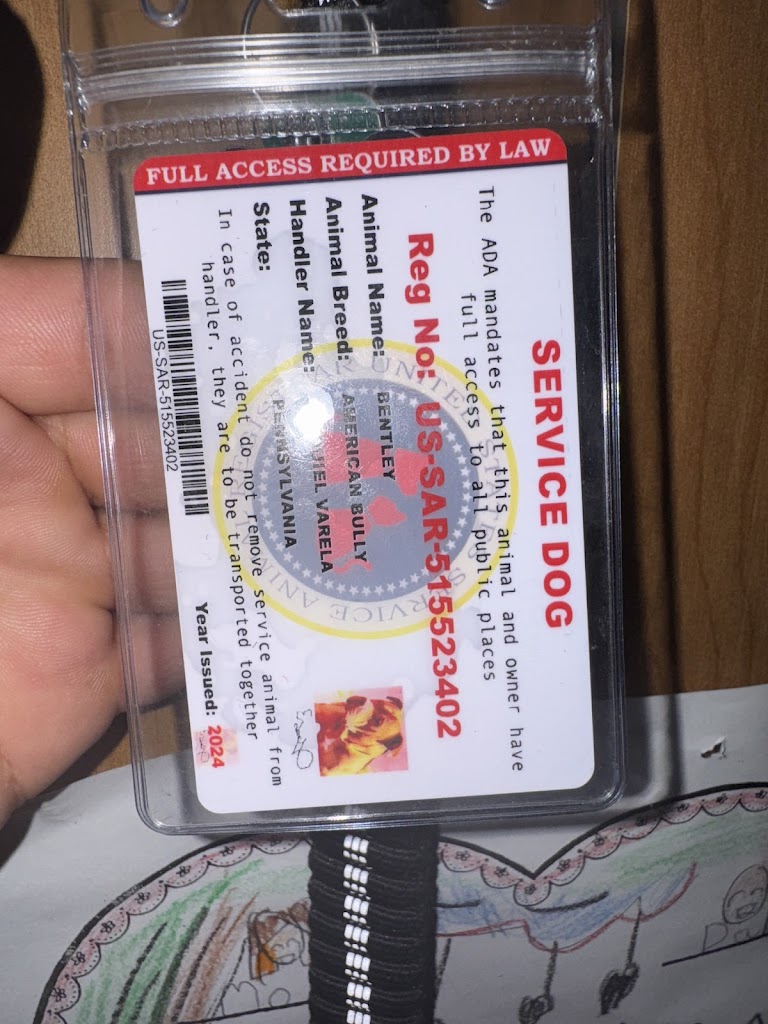 FULL ACCESS REQUIRED BY LAW
SERVICE DOG
The ADA mandates that this animal and owner have
full access to all public places
Reg No: US-SAR-515523402
Animal Name: BENTLEY
Animal Breed: AMERICAN BULLY
Handler Name: HEL VARELA
State: PENNSYLVANIA
In case of accident do not remove service animal from
handler, they are to be transported together
US-SAR-515523402
Year Issued: 2024
SERVICE ANIMAL